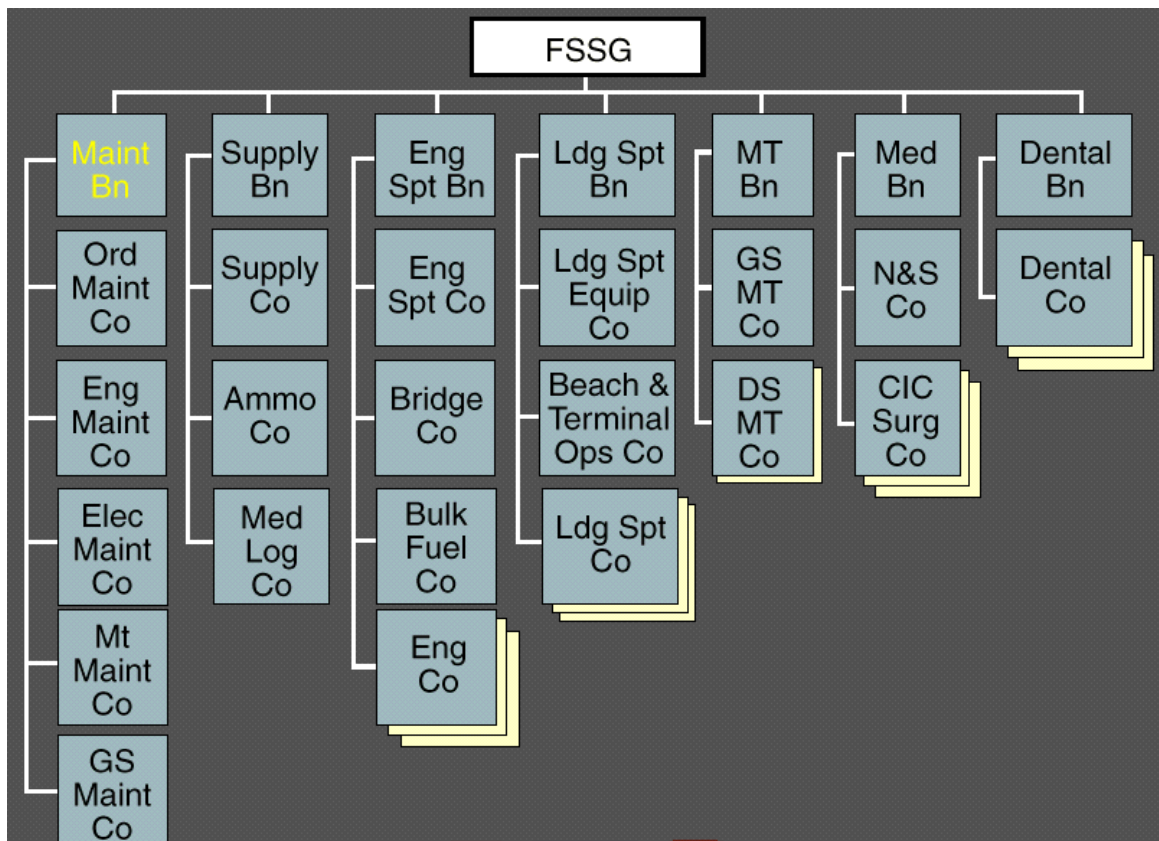 FSSG
Maint
Bn
Ord
Maint
Co
Eng
Maint
Co
Elec
Maint
Co
Mt
Maint
Co
GS
Maint
Co
Supply
Bn
Supply
Co
Ammo
Co
Med
Log
Co
Eng
Spt Bn
Eng
Spt Co
Bridge
Co
Bulk
Fuel
Co
Eng
Co
Ldg Spt
Bn
Ldg Spt
Equip
Co
Beach &
Terminal
Ops Co
Ldg Spt
Co
MT
Bn
GS
MT
Co
DS
MT
Co
Med
Bn
N&S
Co
CIC
Surg
Co
Dental
Bn
Dental
Co